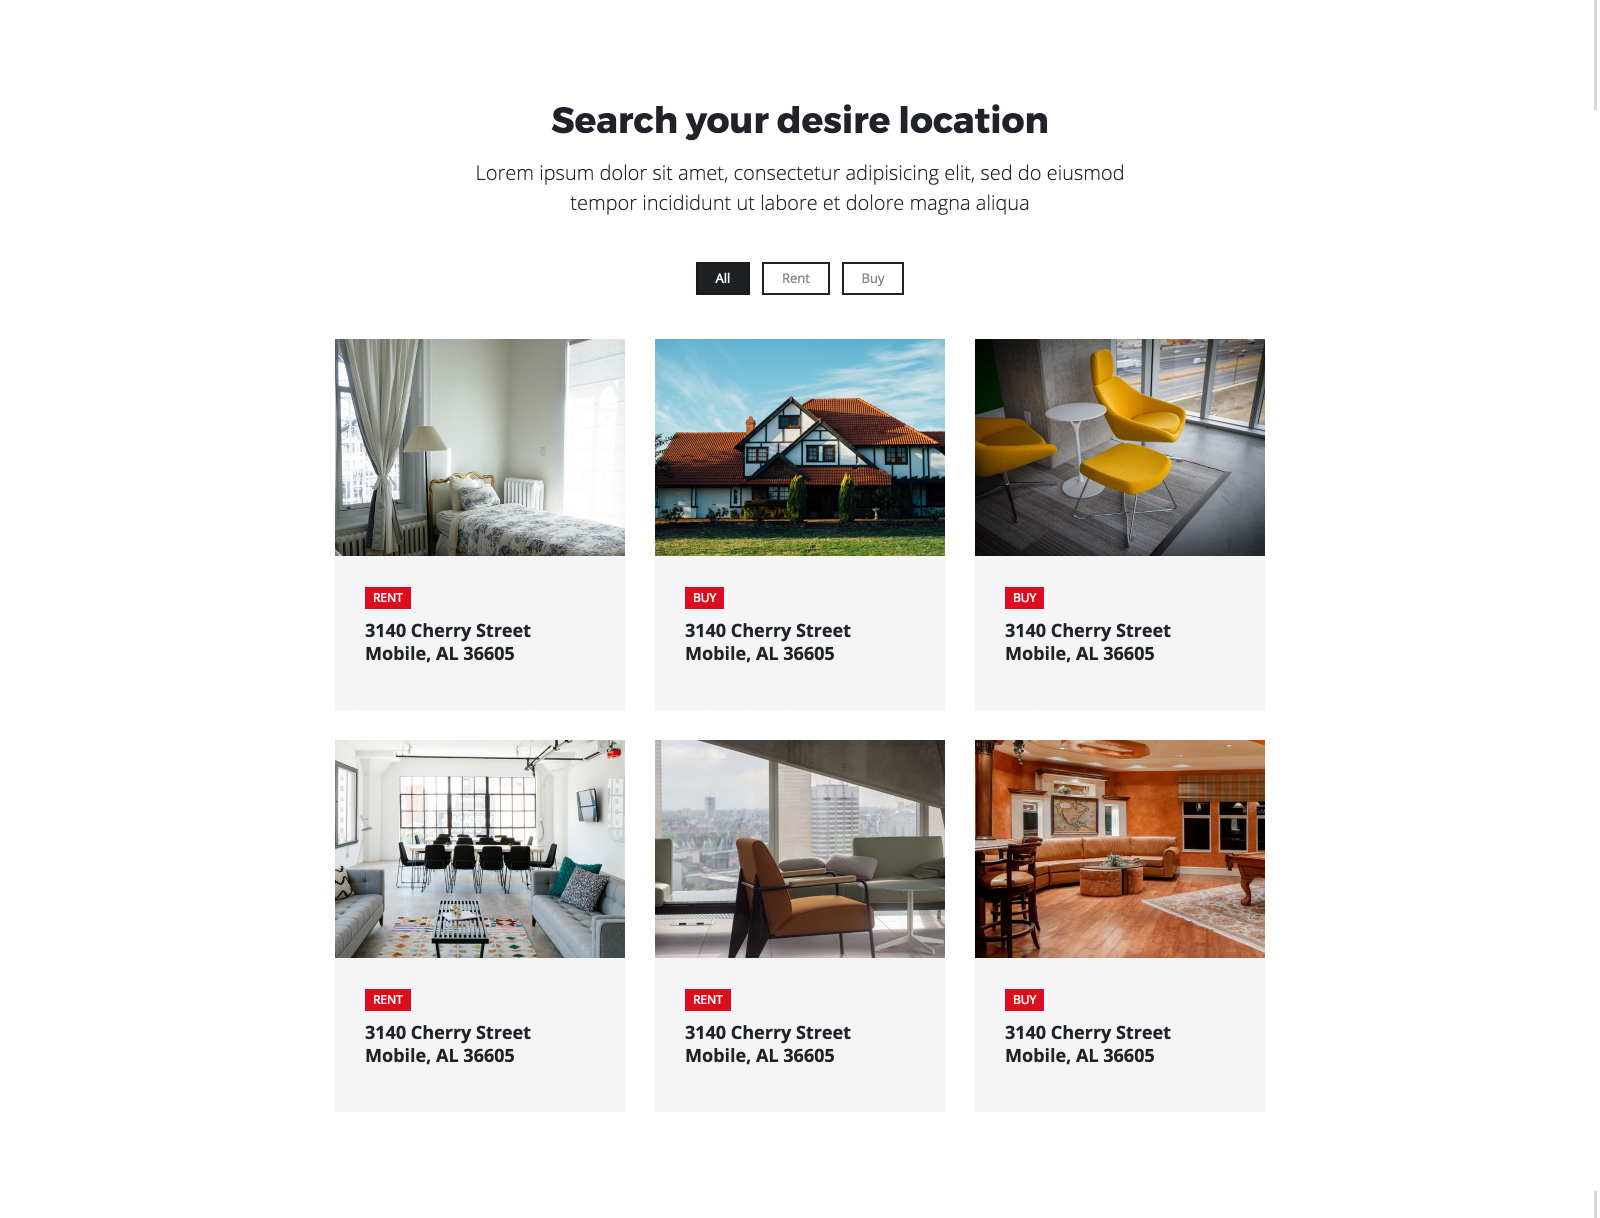 Search your desire location
Lorem ipsum dolor sit amet, consectetur adipisicing elit, sed do eiusmod
tempor incididunt ut labore et dolore magna aliqua
All
Rent
Buy
RENT
3140 Cherry Street
Mobile, AL 36605
BUY
3140 Cherry Street
Mobile, AL 36605
BUY
3140 Cherry Street
Mobile, AL 36605
RENT
3140 Cherry Street
Mobile, AL 36605
RENT
3140 Cherry Street
Mobile, AL 36605
BUY
3140 Cherry Street
Mobile, AL 36605